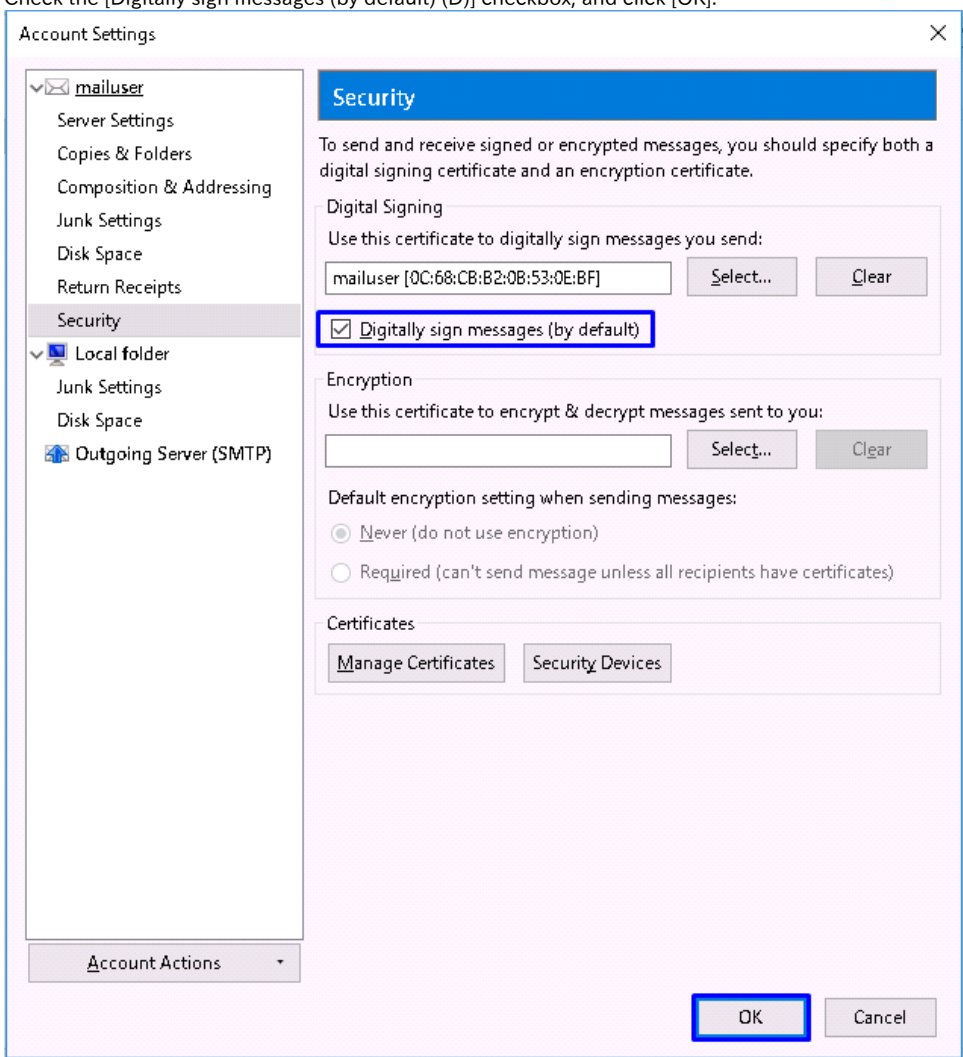 Check the [Digitally sign messages (by default) (D)] checkbox, and click [OK].
Account Settings
mailuser
Server Settings
Copies & Folders
Composition & Addressing
Junk Settings
Disk Space
Return Receipts
Security
Local folder
Junk Settings
Disk Space
Outgoing Server (SMTP)
Account Actions
Security
To send and receive signed or encrypted messages, you should specify both a
digital signing certificate and an encryption certificate.
Digital Signing
Use this certificate to digitally sign messages you send:
mailuser [0C:68:CB:B2:0B:53:0E:BF]
Select...
Clear
Digitally sign messages (by default)
Encryption
Use this certificate to encrypt & decrypt messages sent to you:
Select...
Clear
Default encryption setting when sending messages:
Never (do not use encryption)
Required (can't send message unless all recipients have certificates)
Certificates
Manage Certificates
Security Devices
OK
Cancel